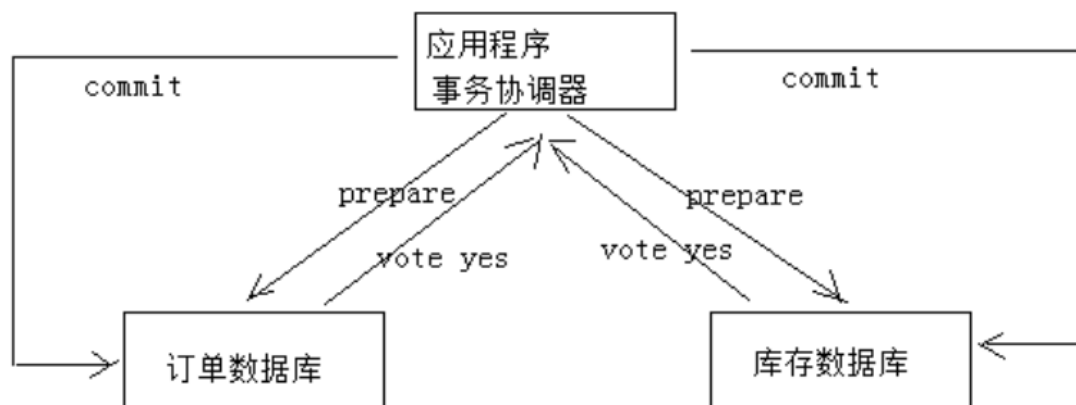 应用程序
事务协调器
commit
commit
prepare
prepare
vote yes
vote yes
订单数据库
库存数据库